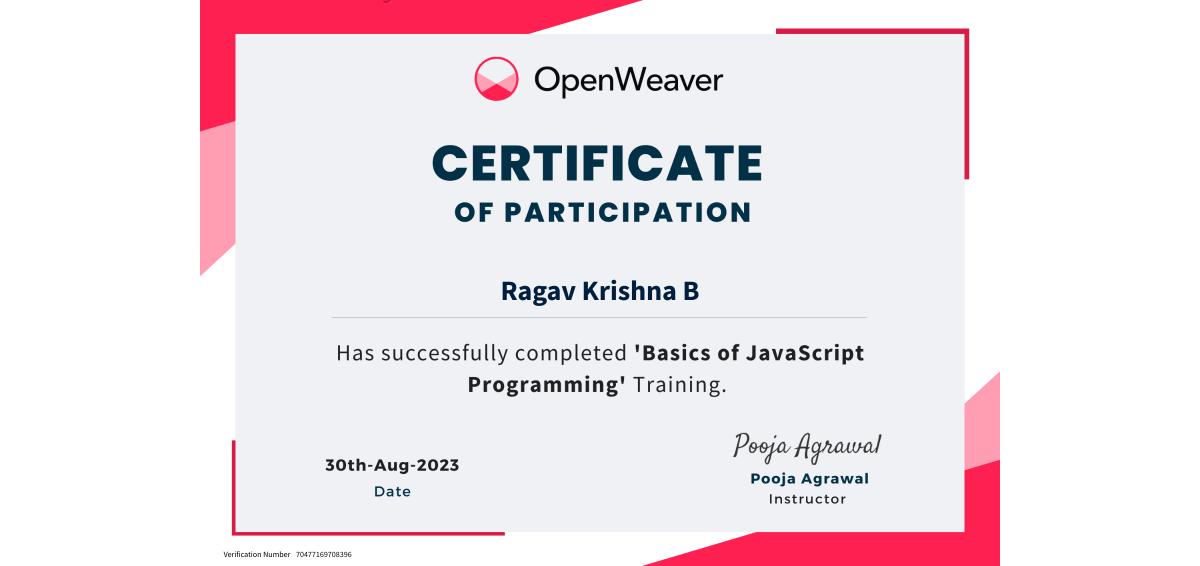 OpenWeaver
CERTIFICATE
OF PARTICIPATION
Ragav Krishna B
Has successfully completed 'Basics of JavaScript
Programming' Training.
30th-Aug-2023
Date
Pooja Agrawal
Pooja Agrawal
Instructor
Verification Number 70477169708396